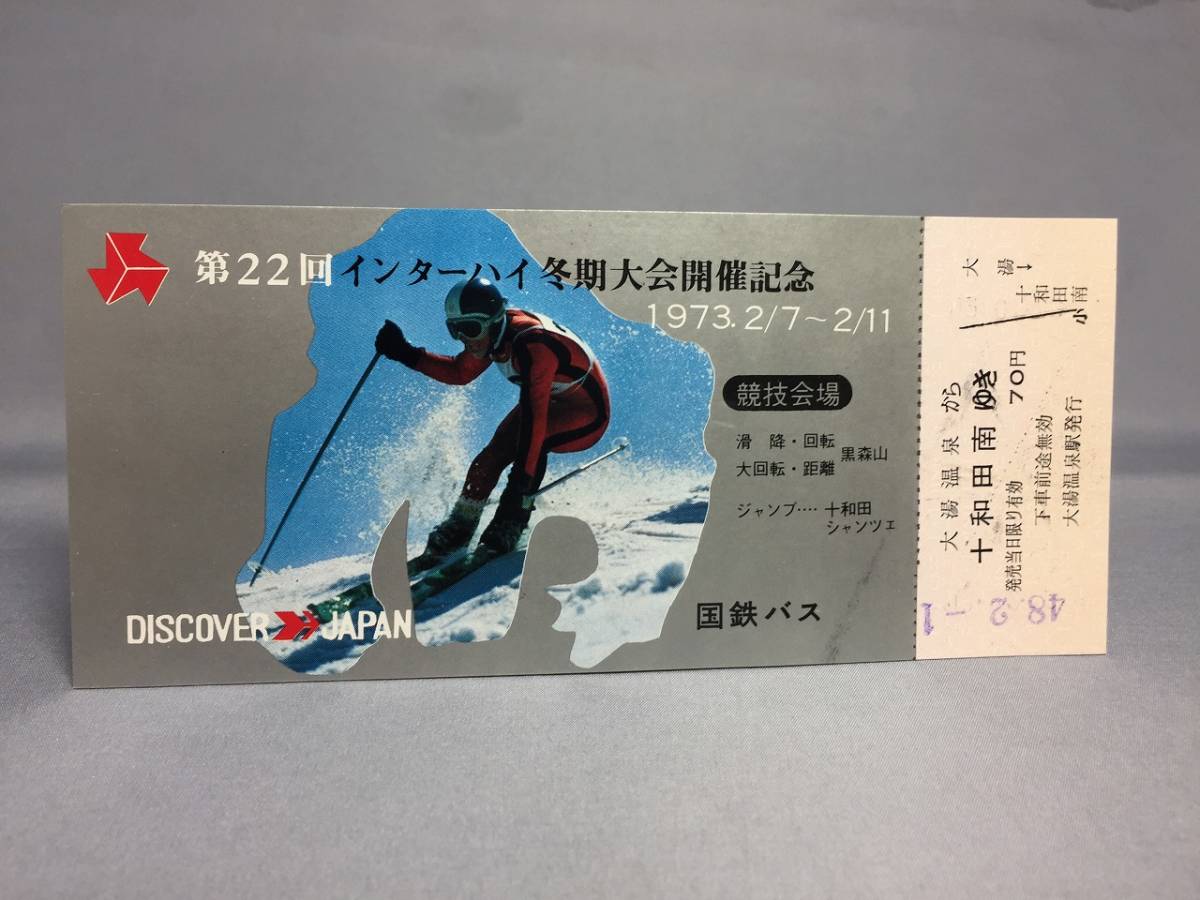 第22回インターハイ冬期大会開催記念
1973.2/7～2/11
競技会場
滑 降・回転
大回転・距離
黒森山
ジャンプ‥‥十和田
シャンツェ
国鉄バス
DISCOVER JAPAN
大湯温泉から
十和田南ゆき
発売当日限り有効 70円
下車前途無効
大湯温泉駅発行
大湯→
十和田南
小
48.2.-1